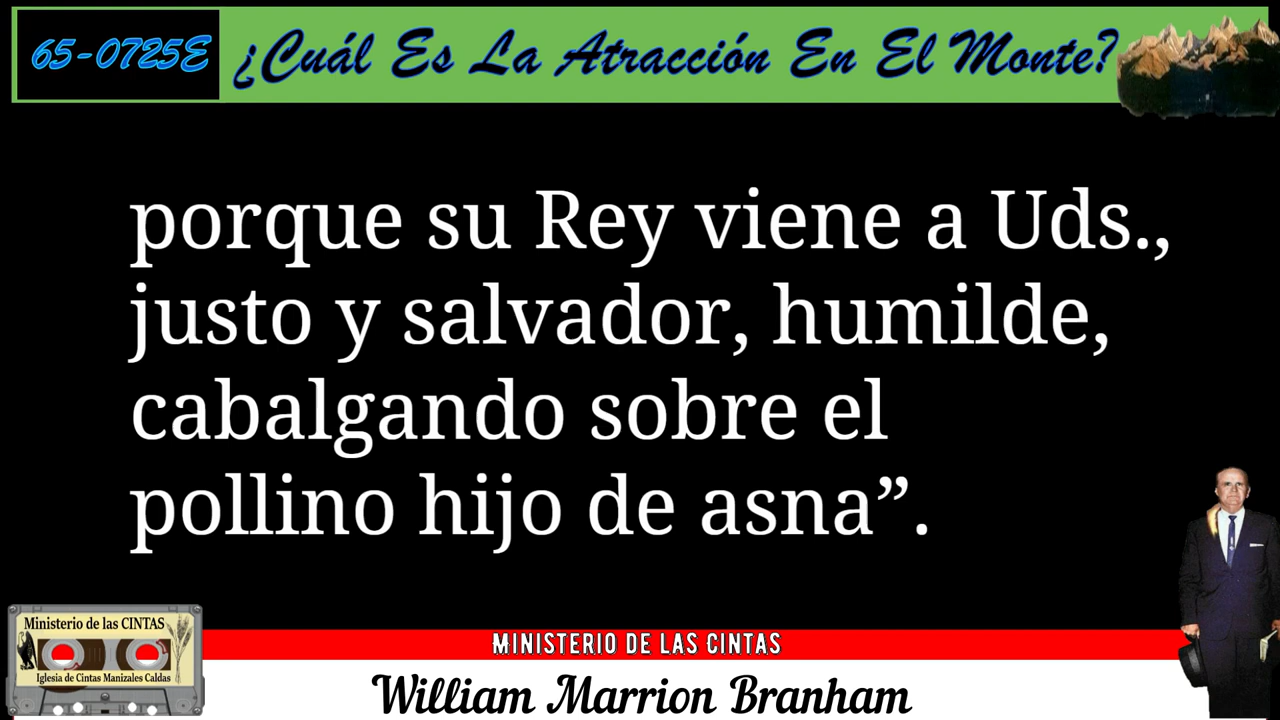 65-0725E
¿Cuál Es La Atracción En El Monte?
porque su Rey viene a Uds.,
justo y salvador, humilde,
cabalgando sobre el
pollino hijo de asna”.
Ministerio de las CINTAS
Iglesia de Cintas Manizales Caldas
MINISTERIO DE LAS CINTAS
William Marrion Branham